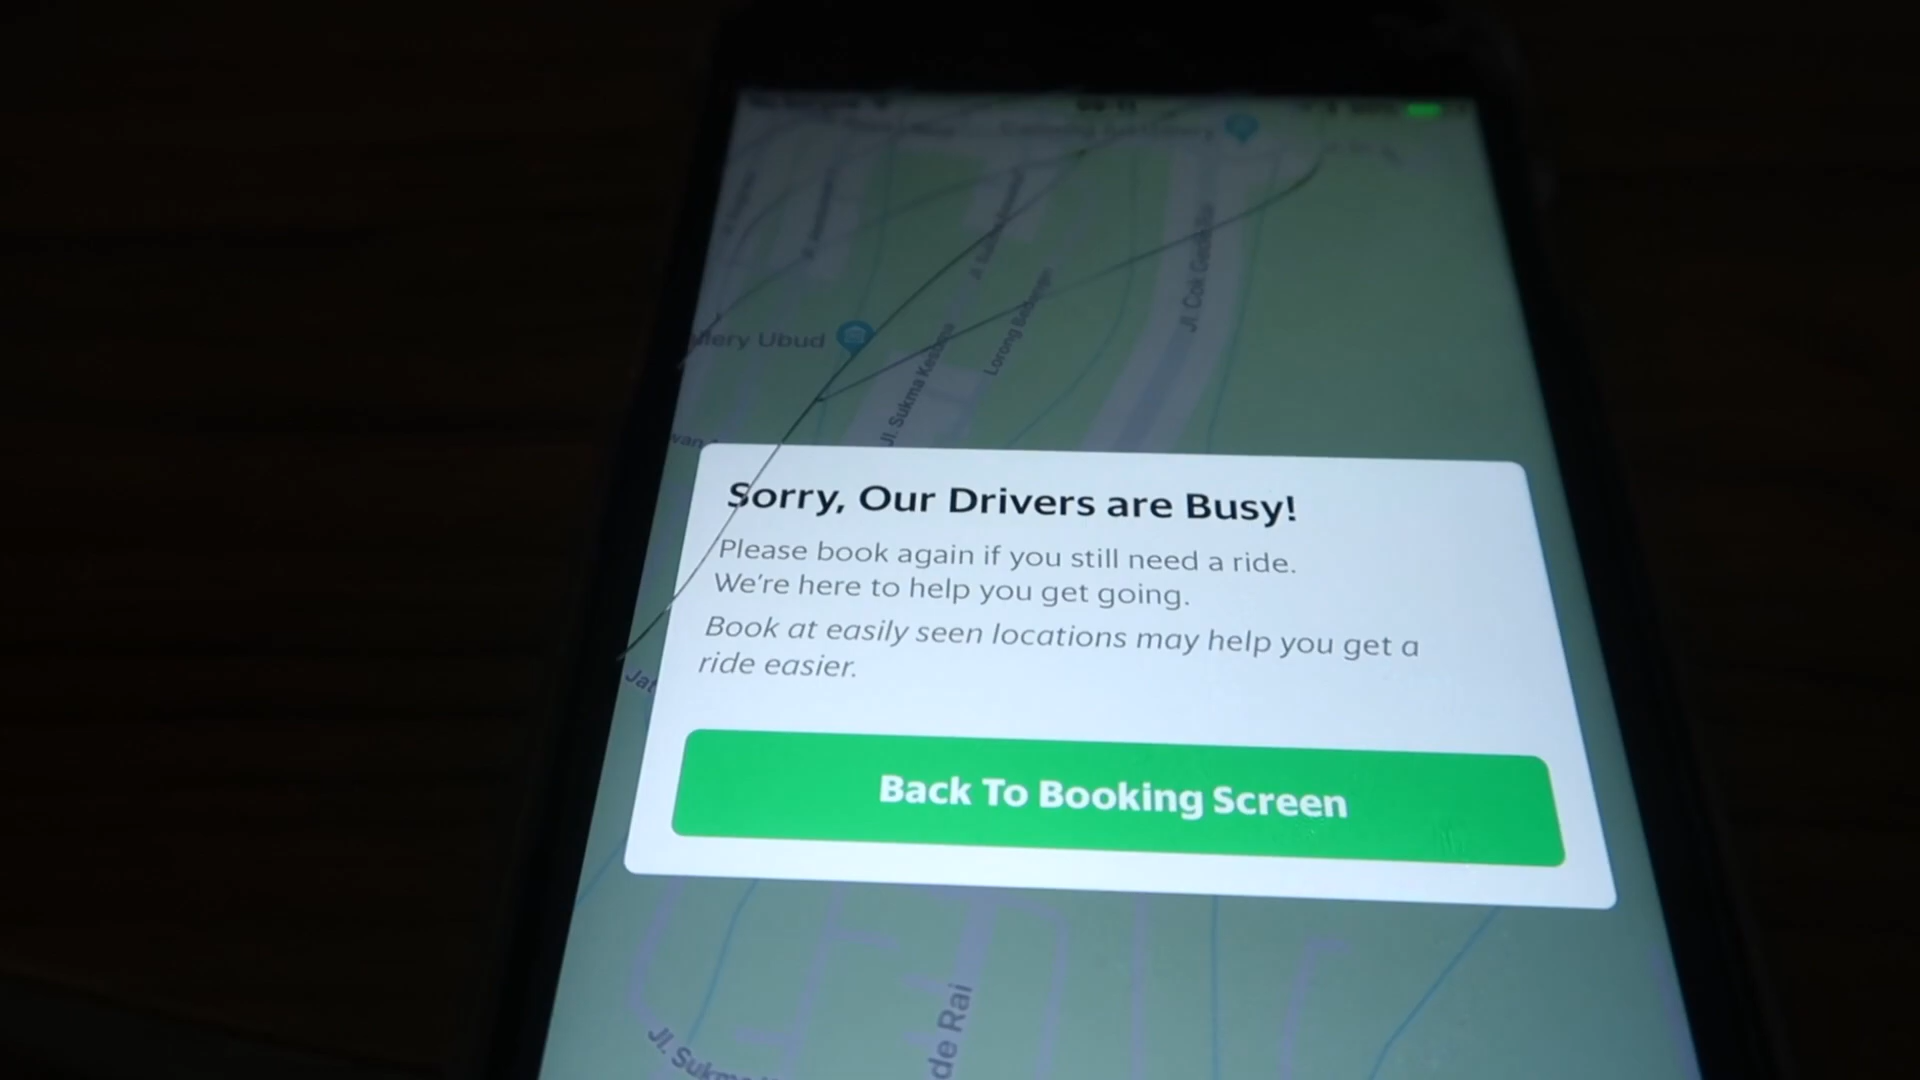 Jl. Cok Gede Rai
Lorong Bedangin
Jl. Sukma Kesuma
Ubud
Sorry, Our Drivers are Busy!
Please book again if you still need a ride.
We're here to help you get going.
Book at easily seen locations may help you get a
ride easier.
Back To Booking Screen
de Rai
Jl.